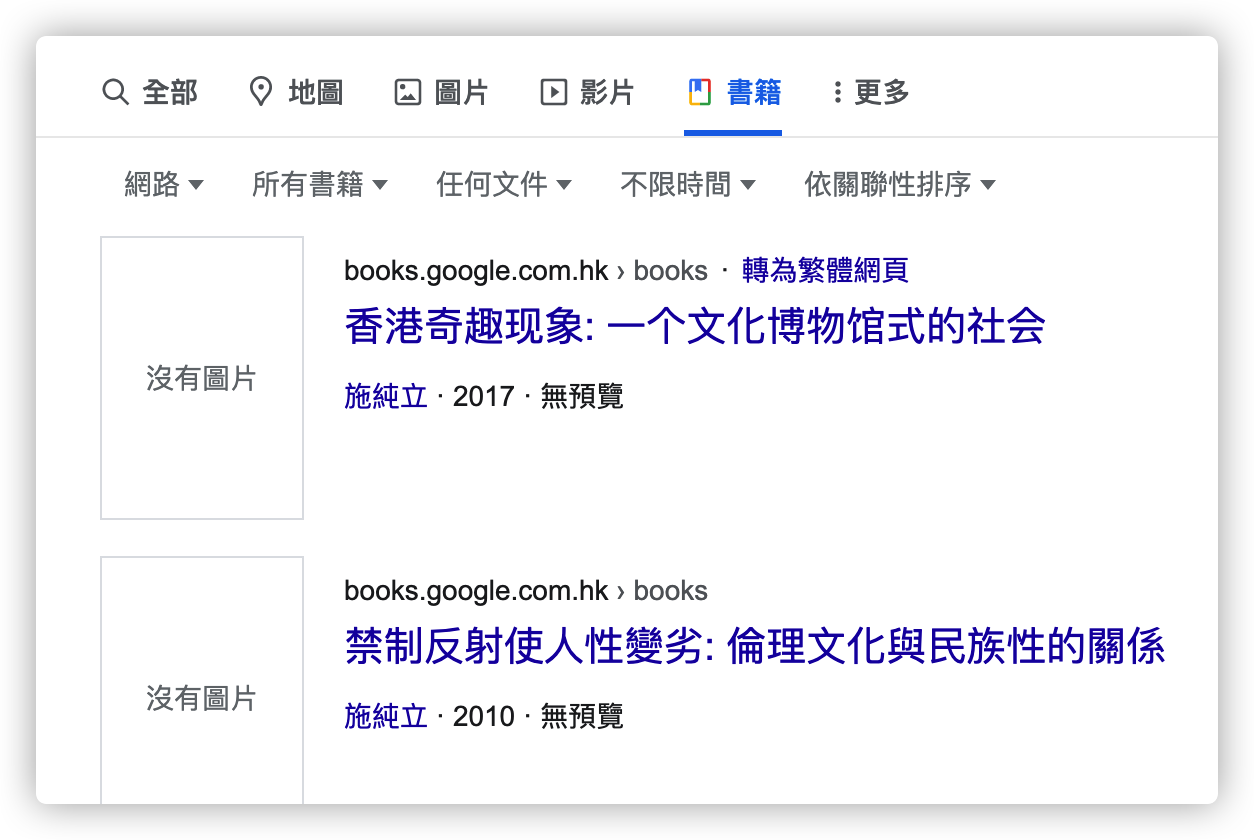 全部 地圖 圖片 影片 書籍 更多
網路 所有書籍 任何文件 不限時間 依關聯性排序
沒有圖片
books.google.com.hk › books · 轉為繁體網頁
香港奇趣现象: 一个文化博物馆式的社会
施純立 · 2017 · 無預覽
沒有圖片
books.google.com.hk › books
禁制反射使人性變劣: 倫理文化與民族性的關係
施純立 · 2010 · 無預覽